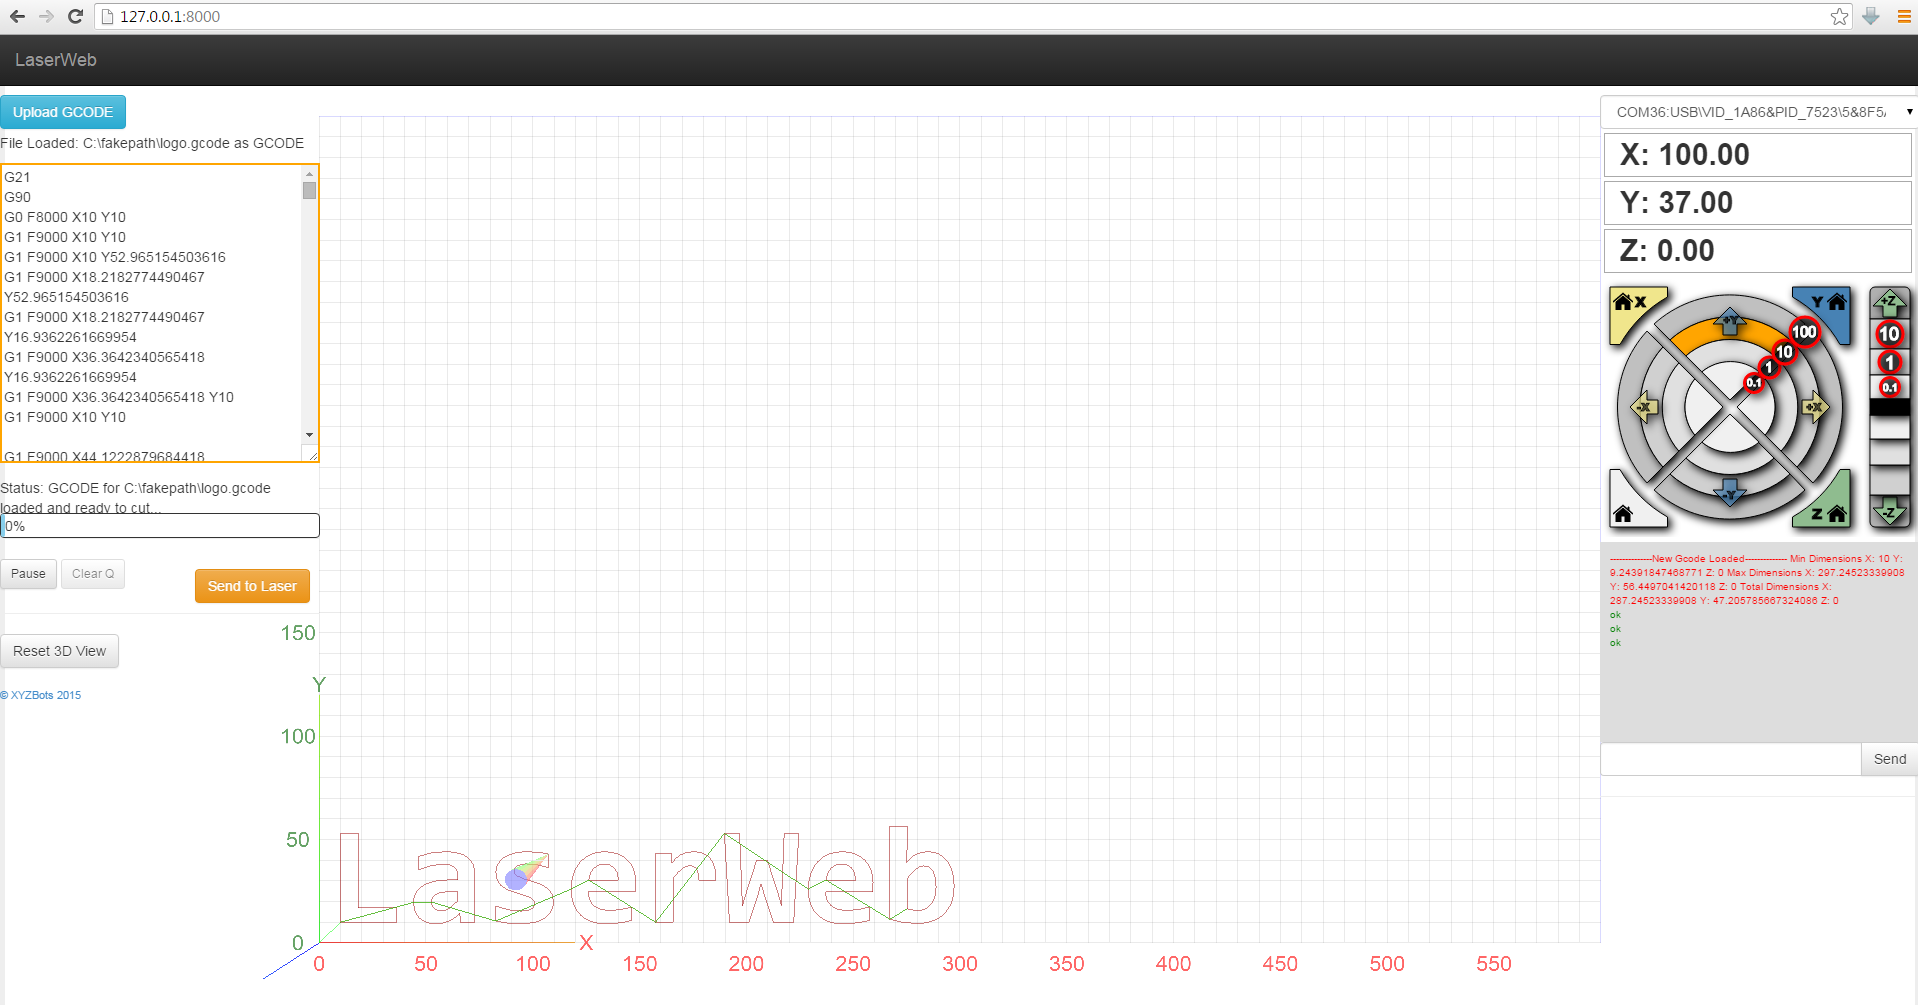 127.0.0.1:8000
LaserWeb
Upload GCODE
File Loaded: C:\fakepath\logo.gcode as GCODE
G21
G90
G0 F8000 X10 Y10
G1 F9000 X10 Y10
G1 F9000 X10 Y52.965154503616
G1 F9000 X18.2182774490467
Y52.965154503616
G1 F9000 X18.2182774490467
Y16.9362261669954
G1 F9000 X36.3642340565418
Y16.9362261669954
G1 F9000 X36.3642340565418 Y10
G1 F9000 X10 Y10
G1 F9000 X44.1222879684418
Status: GCODE for C:\fakepath\logo.gcode
loaded and ready to cut...
0%
Pause
Clear Q
Send to Laser
Reset 3D View
© XYZBots 2015
150
Y
100
50
0
X
0
50
100
150
200
250
300
350
400
450
500
550
LaserWeb
COM36:USB\VID_1A86&PID_7523\5&8F5
X: 100.00
Y: 37.00
Z: 0.00
X
Y
+Y
100
10
1
0.1
-X
+X
-Y
Z
+Z
10
1
0.1
-Z
--------------New Gcode Loaded-------------- Min Dimensions X: 10 Y:
9.24391847468771 Z: 0 Max Dimensions X: 297.24523339908
Y: 56.4497041420118 Z: 0 Total Dimensions X:
287.24523339908 Y: 47.205785667324086 Z: 0
ok
ok
ok
Send